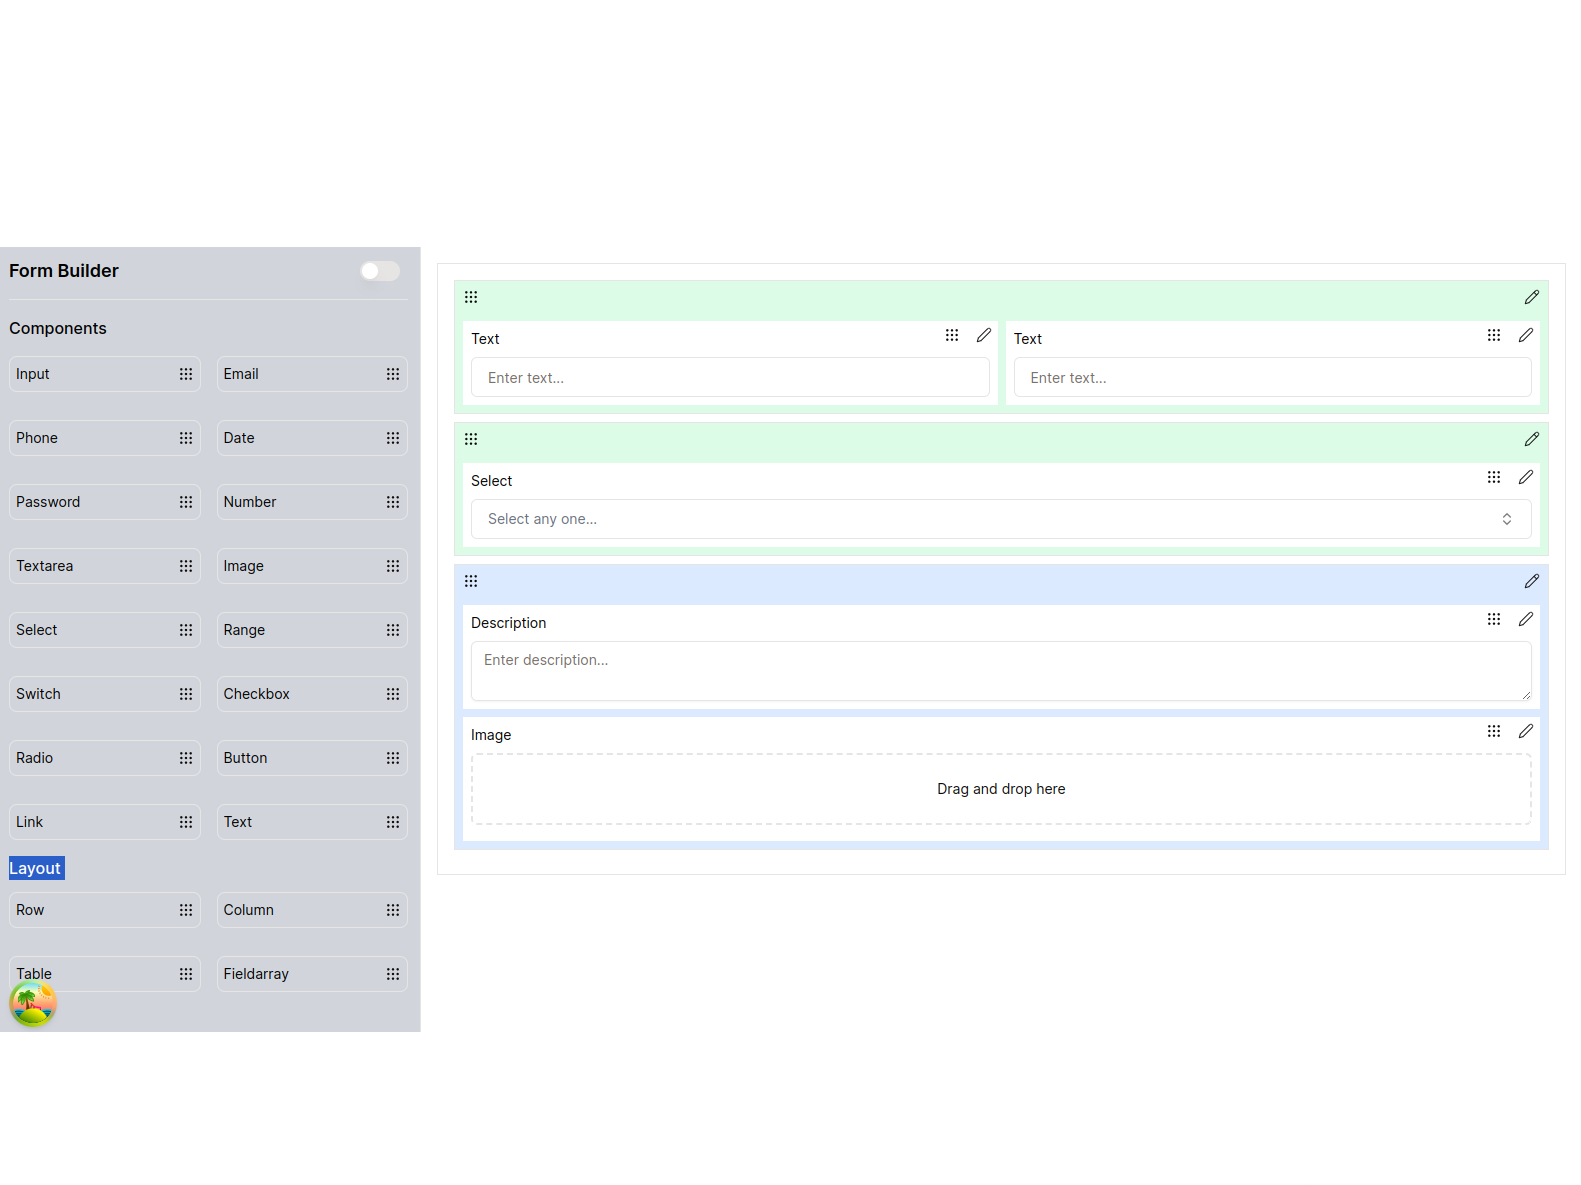 Form Builder
Components
Input Email
Phone Date
Password Number
Textarea Image
Select Range
Switch Checkbox
Radio Button
Link Text
Layout
Row Column
Table Fieldarray
Text Text
Enter text... Enter text...
Select
Select any one...
Description
Enter description...
Image
Drag and drop here